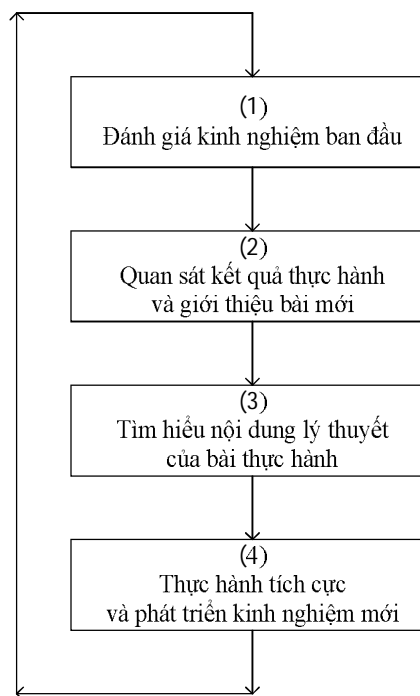 (1)
Đánh giá kinh nghiệm ban đầu
(2)
Quan sát kết quả thực hành
và giới thiệu bài mới
(3)
Tìm hiểu nội dung lý thuyết
của bài thực hành
(4)
Thực hành tích cực
và phát triển kinh nghiệm mới